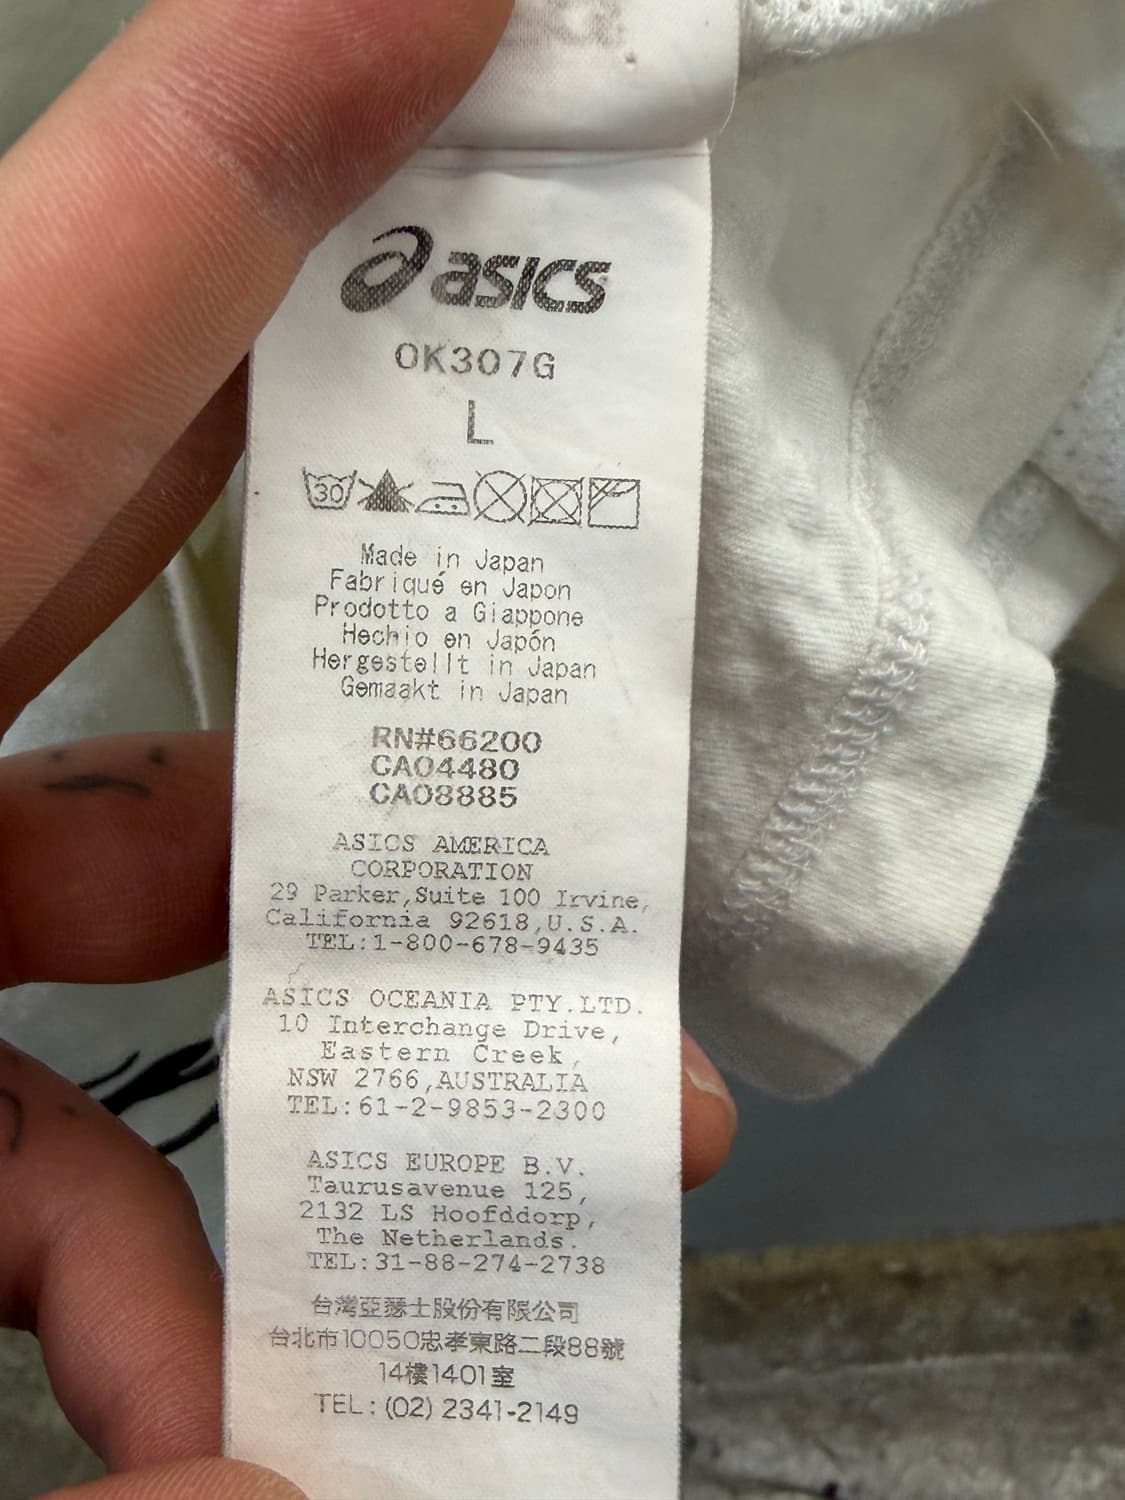 asics
OK307G
L
30
Made in Japan
Fabriqué en Japon
Prodotto a Giappone
Hechio en Japón
Hergestellt in Japan
Gemaakt in Japan
RN#66200
CA04480
CA08885
ASICS AMERICA
CORPORATION
29 Parker,Suite 100 Irvine,
California 92618,U.S.A.
TEL:1-800-678-9435
ASICS OCEANIA PTY.LTD.
10 Interchange Drive,
Eastern Creek,
NSW 2766,AUSTRALIA
TEL:61-2-9853-2300
ASICS EUROPE B.V.
Taurusavenue 125,
2132 LS Hoofddorp,
The Netherlands.
TEL:31-88-274-2738
台灣亞瑟士股份有限公司
台北市10050忠孝東路二段88號
14樓1401室
TEL: (02) 2341-2149